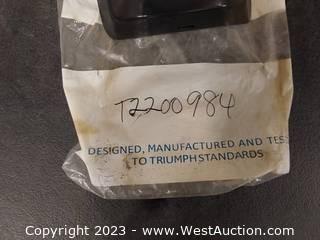 T2200984
DESIGNED, MANUFACTURED AND TES
TO TRIUMPH STANDARDS
Copyright 2023 - www.WestAuction.com